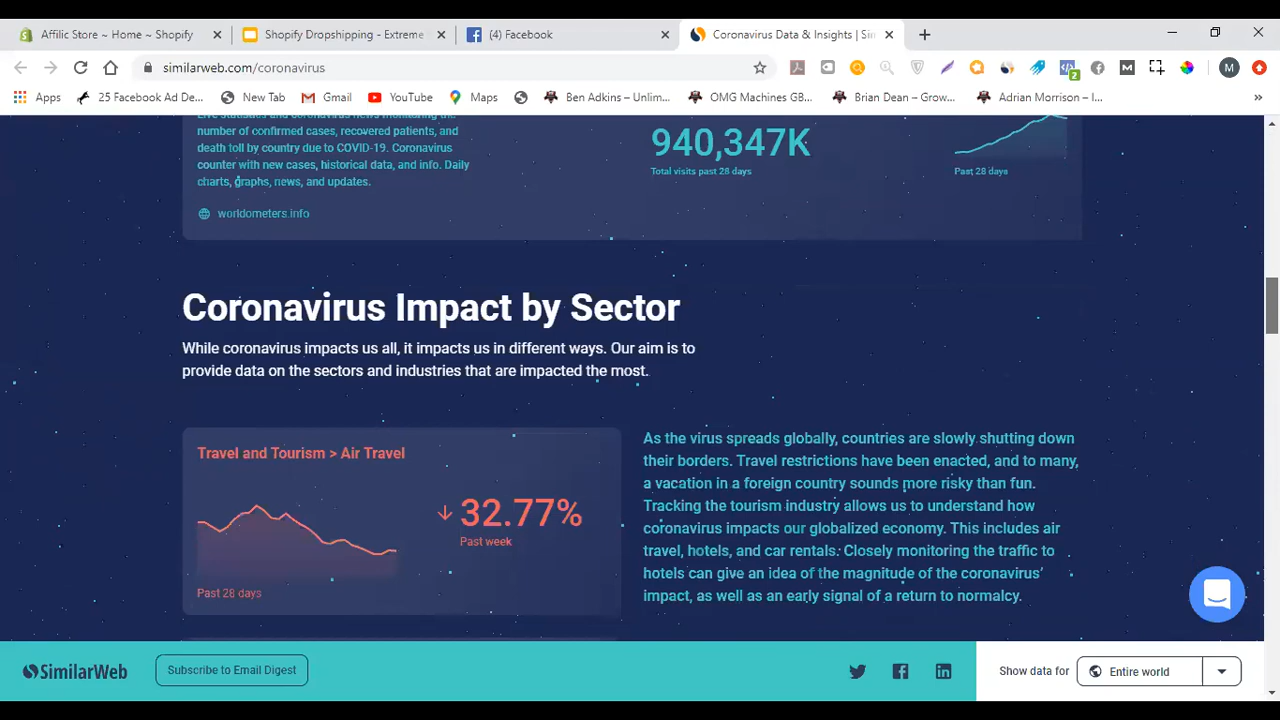 Affilic Store ~ Home ~ Shopify
Shopify Dropshipping - Extreme
(4) Facebook
Coronavirus Data & Insights | Sim
similarweb.com/coronavirus
2
M
M
Apps
25 Facebook Ad De...
New Tab
Gmail
YouTube
Maps
Ben Adkins – Unlim...
OMG Machines GB...
Brian Dean – Grow...
Adrian Morrison – I...
»
Live statistics and coronavirus news monitoring the
number of confirmed cases, recovered patients, and
death toll by country due to COVID-19. Coronavirus
counter with new cases, historical data, and info. Daily
charts, graphs, news, and updates.
worldometers.info
940,347K
Total visits past 28 days
Past 28 days
Coronavirus Impact by Sector
While coronavirus impacts us all, it impacts us in different ways. Our aim is to
provide data on the sectors and industries that are impacted the most.
Travel and Tourism > Air Travel
32.77%
Past week
Past 28 days
As the virus spreads globally, countries are slowly shutting down
their borders. Travel restrictions have been enacted, and to many,
a vacation in a foreign country sounds more risky than fun.
Tracking the tourism industry allows us to understand how
coronavirus impacts our globalized economy. This includes air
travel, hotels, and car rentals. Closely monitoring the traffic to
hotels can give an idea of the magnitude of the coronavirus'
impact, as well as an early signal of a return to normalcy.
SimilarWeb
Subscribe to Email Digest
Show data for
Entire world